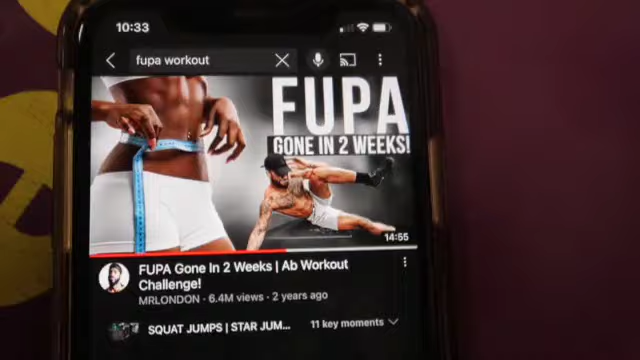 10:33
fupa workout
FUPA
GONE IN 2 WEEKS!
14:55
FUPA Gone In 2 Weeks | Ab Workout
Challenge!
MRLONDON · 6.4M views · 2 years ago
SQUAT JUMPS | STAR JUM...
11 key moments